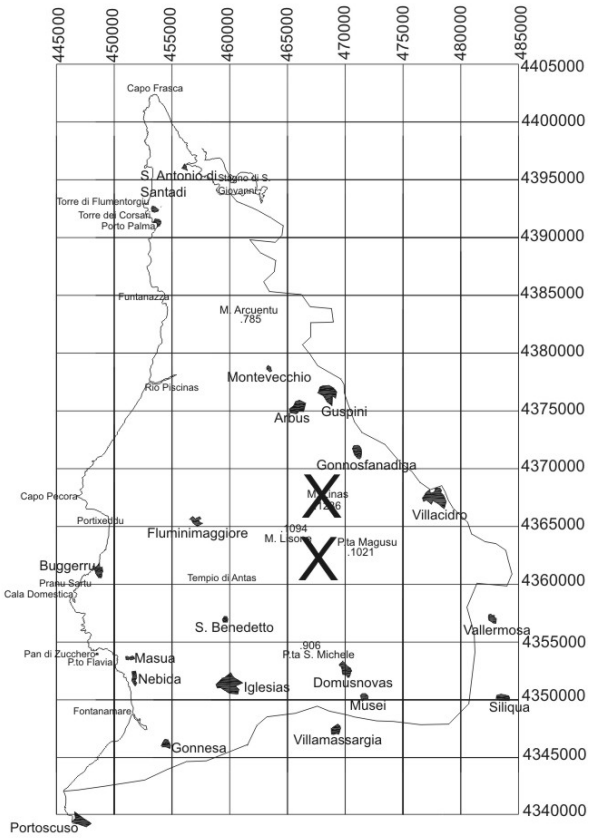 445000 450000 455000 460000 465000 470000 475000 480000 485000
4405000
Capo Frasca
4400000
S. Antonio di
Santadi
Stagno di S.
Giovanni
4395000
Torre di Flumentorgiu
Torre dei Corsari
Porto Palma
4390000
Funtanazza
4385000
M. Arcuentu
.785
4380000
Montevecchio
Rio Piscinas
Arbus
Guspini
4375000
Gonnosfanadiga
4370000
Capo Pecora
X
Villacidro
Portixeddu
Fluminimaggiore
4365000
.1094
P.ta Magusu
.1021
X
Buggerru
4360000
Pranu Sartu
Cala Domestica
Tempio di Antas
S. Benedetto
Vallermosa
4355000
.906
P.ta S. Michele
Pan di Zucchero
P.to Flavia
Masua
Nebida
Iglesias
Domusnovas
Musei
4350000
Siliqua
Fontanamare
Gonnesa
Villamassargia
4345000
4340000
Portoscuso